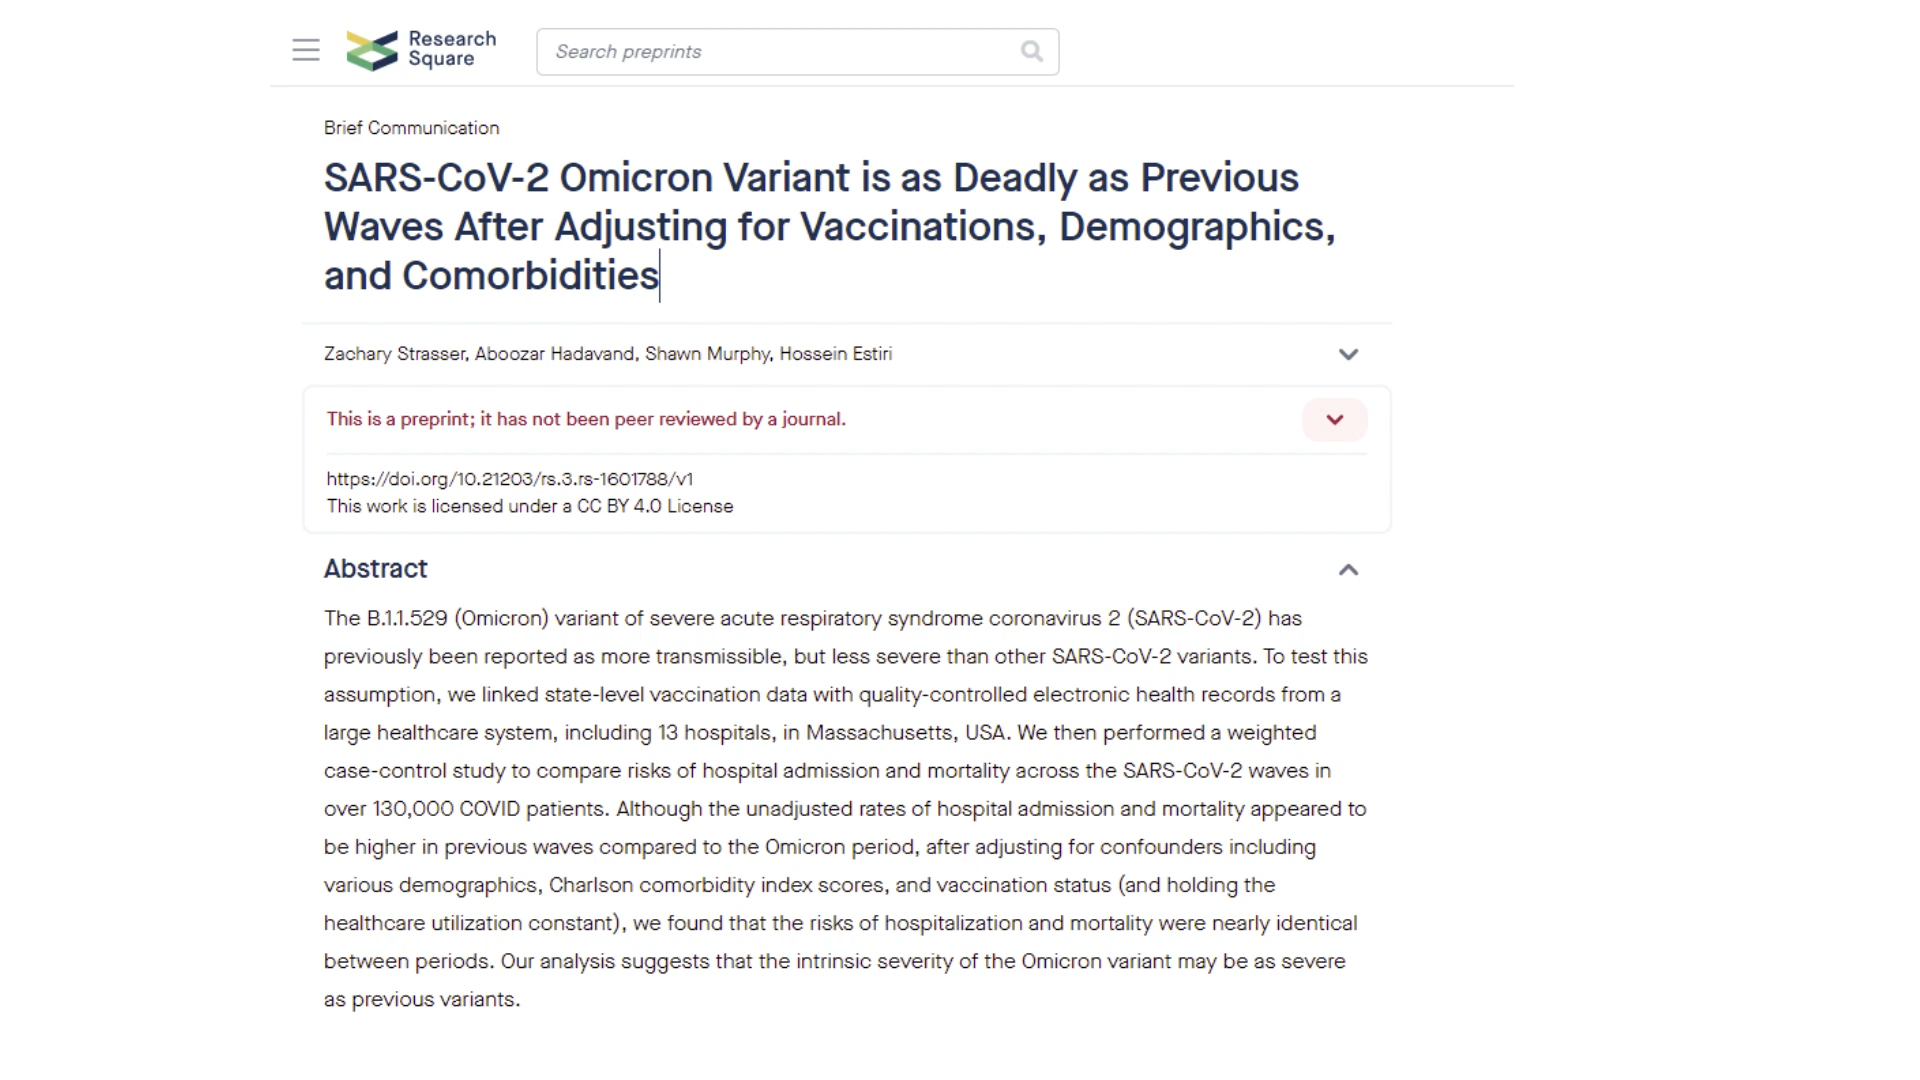 Research
Square
Search preprints
Brief Communication
SARS-CoV-2 Omicron Variant is as Deadly as Previous
Waves After Adjusting for Vaccinations, Demographics,
and Comorbidities
Zachary Strasser, Aboozar Hadavand, Shawn Murphy, Hossein Estiri
This is a preprint; it has not been peer reviewed by a journal.
https://doi.org/10.21203/rs.3.rs-1601788/v1
This work is licensed under a CC BY 4.0 License
Abstract
The B.1.1.529 (Omicron) variant of severe acute respiratory syndrome coronavirus 2 (SARS-CoV-2) has
previously been reported as more transmissible, but less severe than other SARS-CoV-2 variants. To test this
assumption, we linked state-level vaccination data with quality-controlled electronic health records from a
large healthcare system, including 13 hospitals, in Massachusetts, USA. We then performed a weighted
case-control study to compare risks of hospital admission and mortality across the SARS-CoV-2 waves in
over 130,000 COVID patients. Although the unadjusted rates of hospital admission and mortality appeared to
be higher in previous waves compared to the Omicron period, after adjusting for confounders including
various demographics, Charlson comorbidity index scores, and vaccination status (and holding the
healthcare utilization constant), we found that the risks of hospitalization and mortality were nearly identical
between periods. Our analysis suggests that the intrinsic severity of the Omicron variant may be as severe
as previous variants.